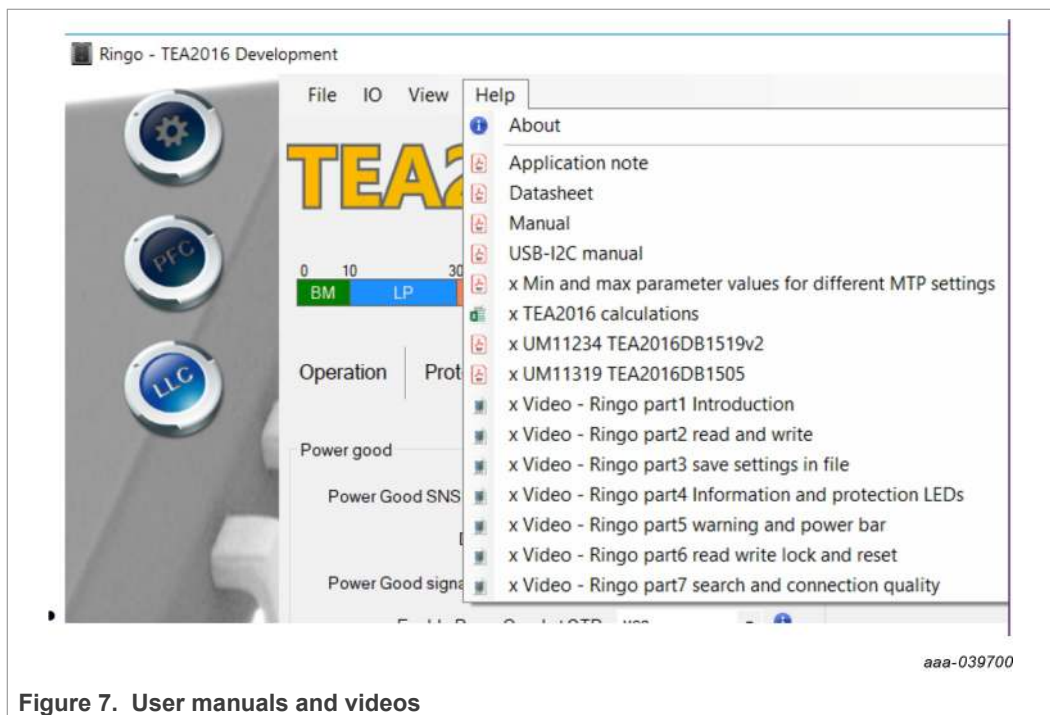 Ringo - TEA2016 Development
File IO View Help
About
Application note
Datasheet
Manual
USB-I2C manual
x Min and max parameter values for different MTP settings
x TEA2016 calculations
x UM11234 TEA2016DB1519v2
x UM11319 TEA2016DB1505
x Video - Ringo part1 Introduction
x Video - Ringo part2 read and write
x Video - Ringo part3 save settings in file
x Video - Ringo part4 Information and protection LEDs
x Video - Ringo part5 warning and power bar
x Video - Ringo part6 read write lock and reset
x Video - Ringo part7 search and connection quality
PFC
LLC
TEA2
0 10 30
BM LP
Operation Prot
Power good
Power Good SNS
Power Good signa
aaa-039700
Figure 7. User manuals and videos